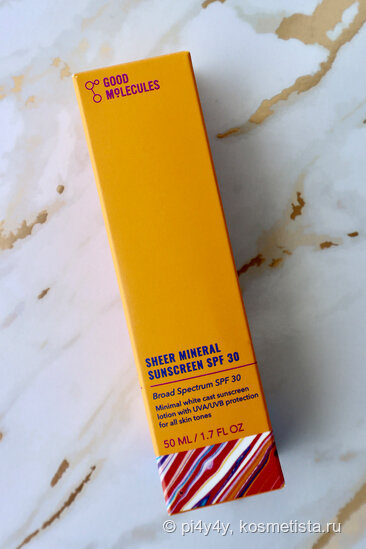 GOOD
MOLECULES
SHEER MINERAL
SUNSCREEN SPF 30
Broad Spectrum SPF 30
Minimal white cast sunscreen
lotion with UVA/UVB protection
for all skin tones
50 ML / 1.7 FL OZ
© pi4y4y, kosmetista.ru